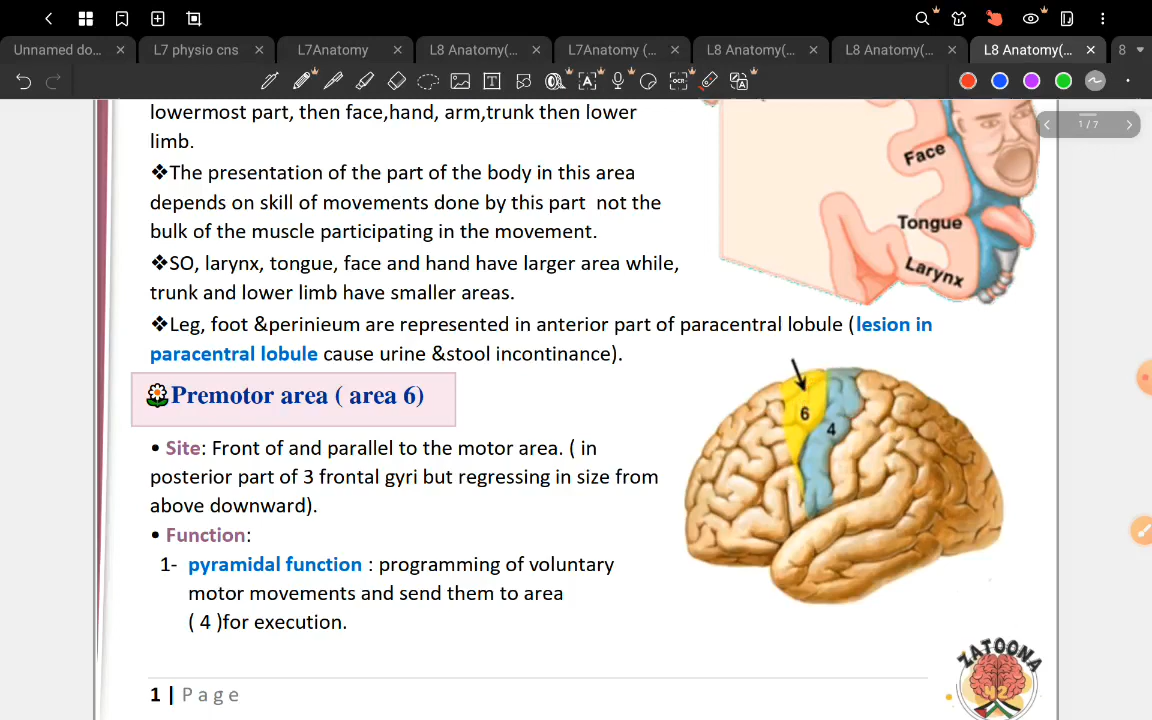 Unnamed do...
L7 physio cns
L7Anatomy
L8 Anatomy(...
L7Anatomy (...
L8 Anatomy(...
L8 Anatomy(...
L8 Anatomy(...
8
OCR
1/7
lowermost part, then face,hand, arm,trunk then lower
limb.
❖The presentation of the part of the body in this area
depends on skill of movements done by this part not the
bulk of the muscle participating in the movement.
❖SO, larynx, tongue, face and hand have larger area while,
trunk and lower limb have smaller areas.
❖Leg, foot &perinieum are represented in anterior part of paracentral lobule (lesion in
paracentral lobule cause urine &stool incontinance).
Face
Tongue
Larynx
Premotor area ( area 6)
• Site: Front of and parallel to the motor area. ( in
posterior part of 3 frontal gyri but regressing in size from
above downward).
• Function:
1- pyramidal function : programming of voluntary
motor movements and send them to area
( 4 )for execution.
6
4
1 | Page
ZATOONA
42